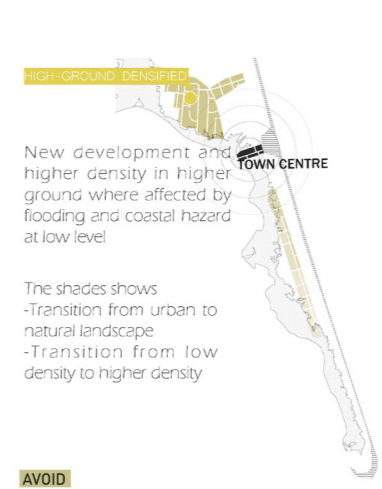 HIGH-GROUND DENSIFIED
New development and
higher density in higher
ground where affected by
flooding and coastal hazard
at low level
TOWN CENTRE
The shades shows
-Transition from urban to
natural landscape
-Transition from low
density to higher density
AVOID